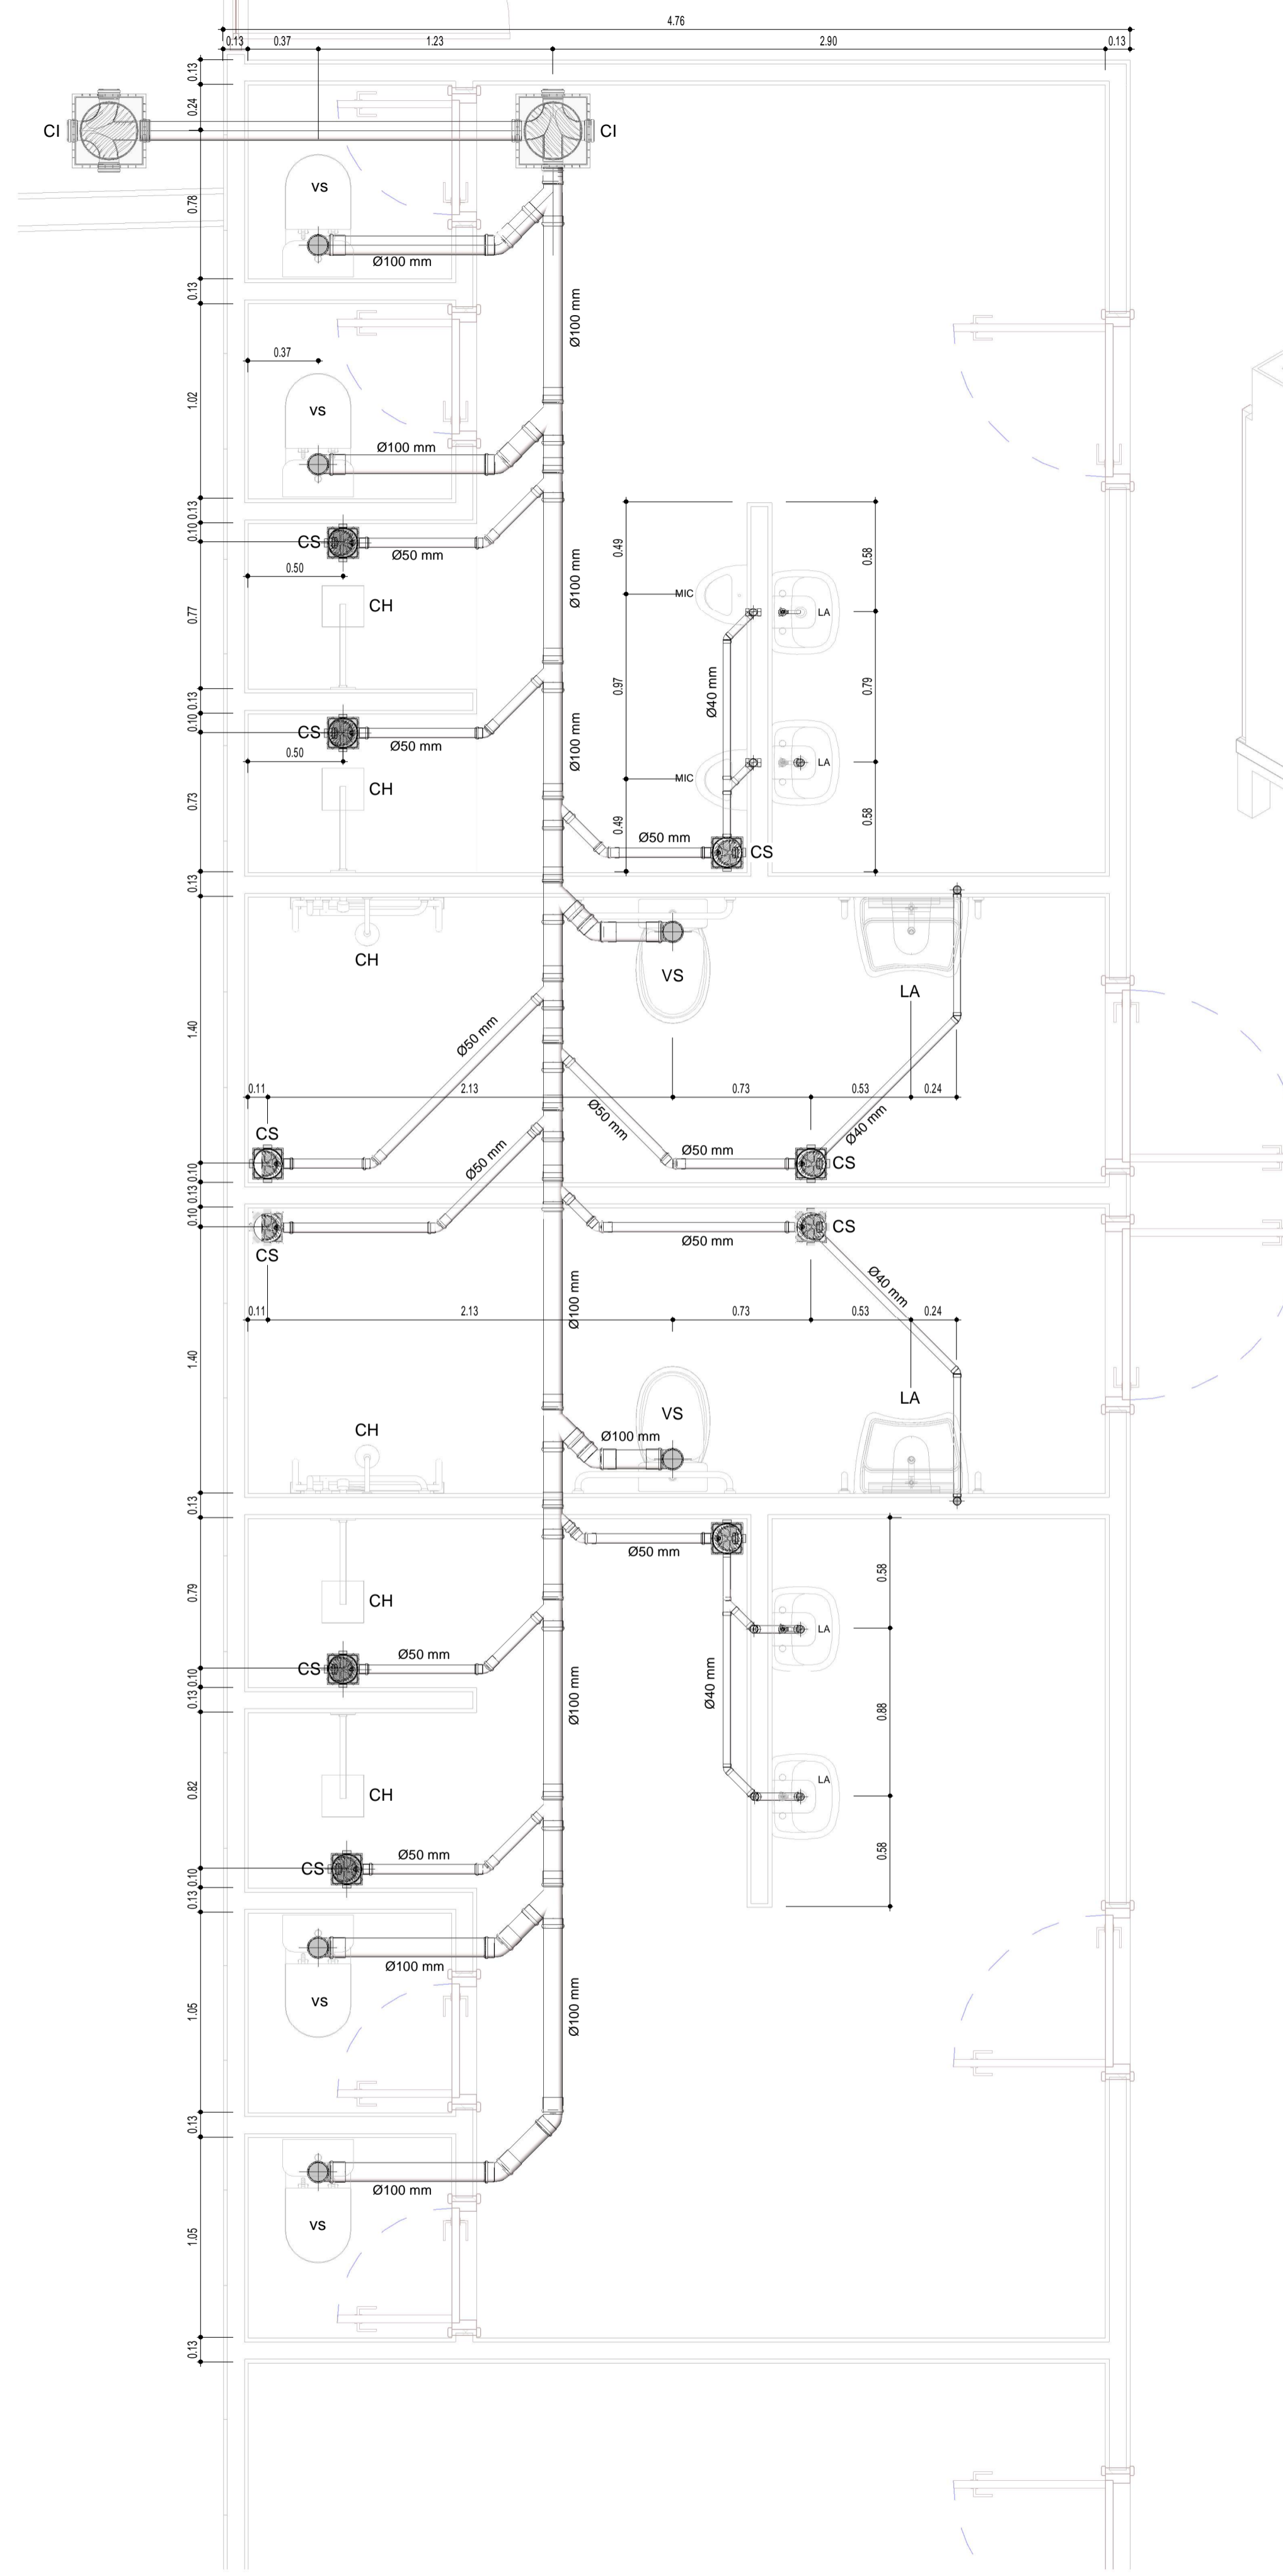 4.76
0.13 0.37 1.23 2.90 0.13
0.13
0.24
CI CI
0.78
vs
Ø100 mm
0.13
Ø100 mm
0.37
1.02
vs
Ø100 mm
0.13
0.10
CS
Ø50 mm
0.50
CH
0.77
Ø100 mm
0.49
0.58
MIC
LA
0.97
Ø40 mm
0.79
0.13
0.10
CS
Ø50 mm
0.50
CH
0.73
Ø100 mm
MIC
LA
0.49
0.58
Ø50 mm
CS
0.13
CH
VS
LA
1.40
Ø50 mm
0.11 2.13 0.73 0.53 0.24
Ø50 mm
Ø40 mm
CS
Ø50 mm
CS
Ø50 mm
0.10
0.13
0.10
CS
Ø50 mm
CS
Ø40 mm
Ø100 mm
0.11 2.13 0.73 0.53 0.24
1.40
LA
VS
CH
Ø100 mm
0.13
Ø50 mm
0.58
0.79
CH
LA
Ø50 mm
CS
0.10
0.13
Ø100 mm
Ø40 mm
0.88
0.82
CH
LA
0.58
Ø50 mm
CS
0.10
0.13
Ø100 mm
vs
1.05
Ø100 mm
0.13
Ø100 mm
vs
1.05
0.13